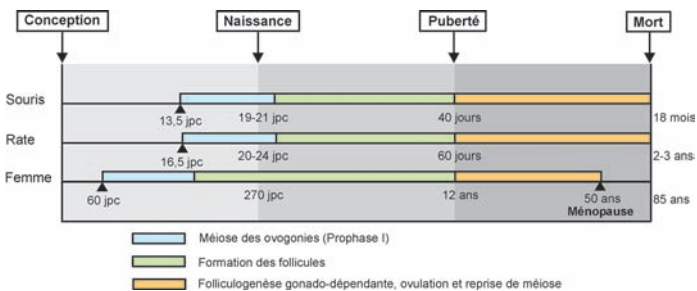 Conception Naissance Puberté Mort
Souris
13,5 jpc 19-21 jpc 40 jours 18 mois
Rate
16,5 jpc 20-24 jpc 60 jours 2-3 ans
Femme
60 jpc 270 jpc 12 ans 50 ans 85 ans
Ménopause
Méiose des ovogonies (Prophase I)
Formation des follicules
Folliculogenèse gonado-dépendante, ovulation et reprise de méiose